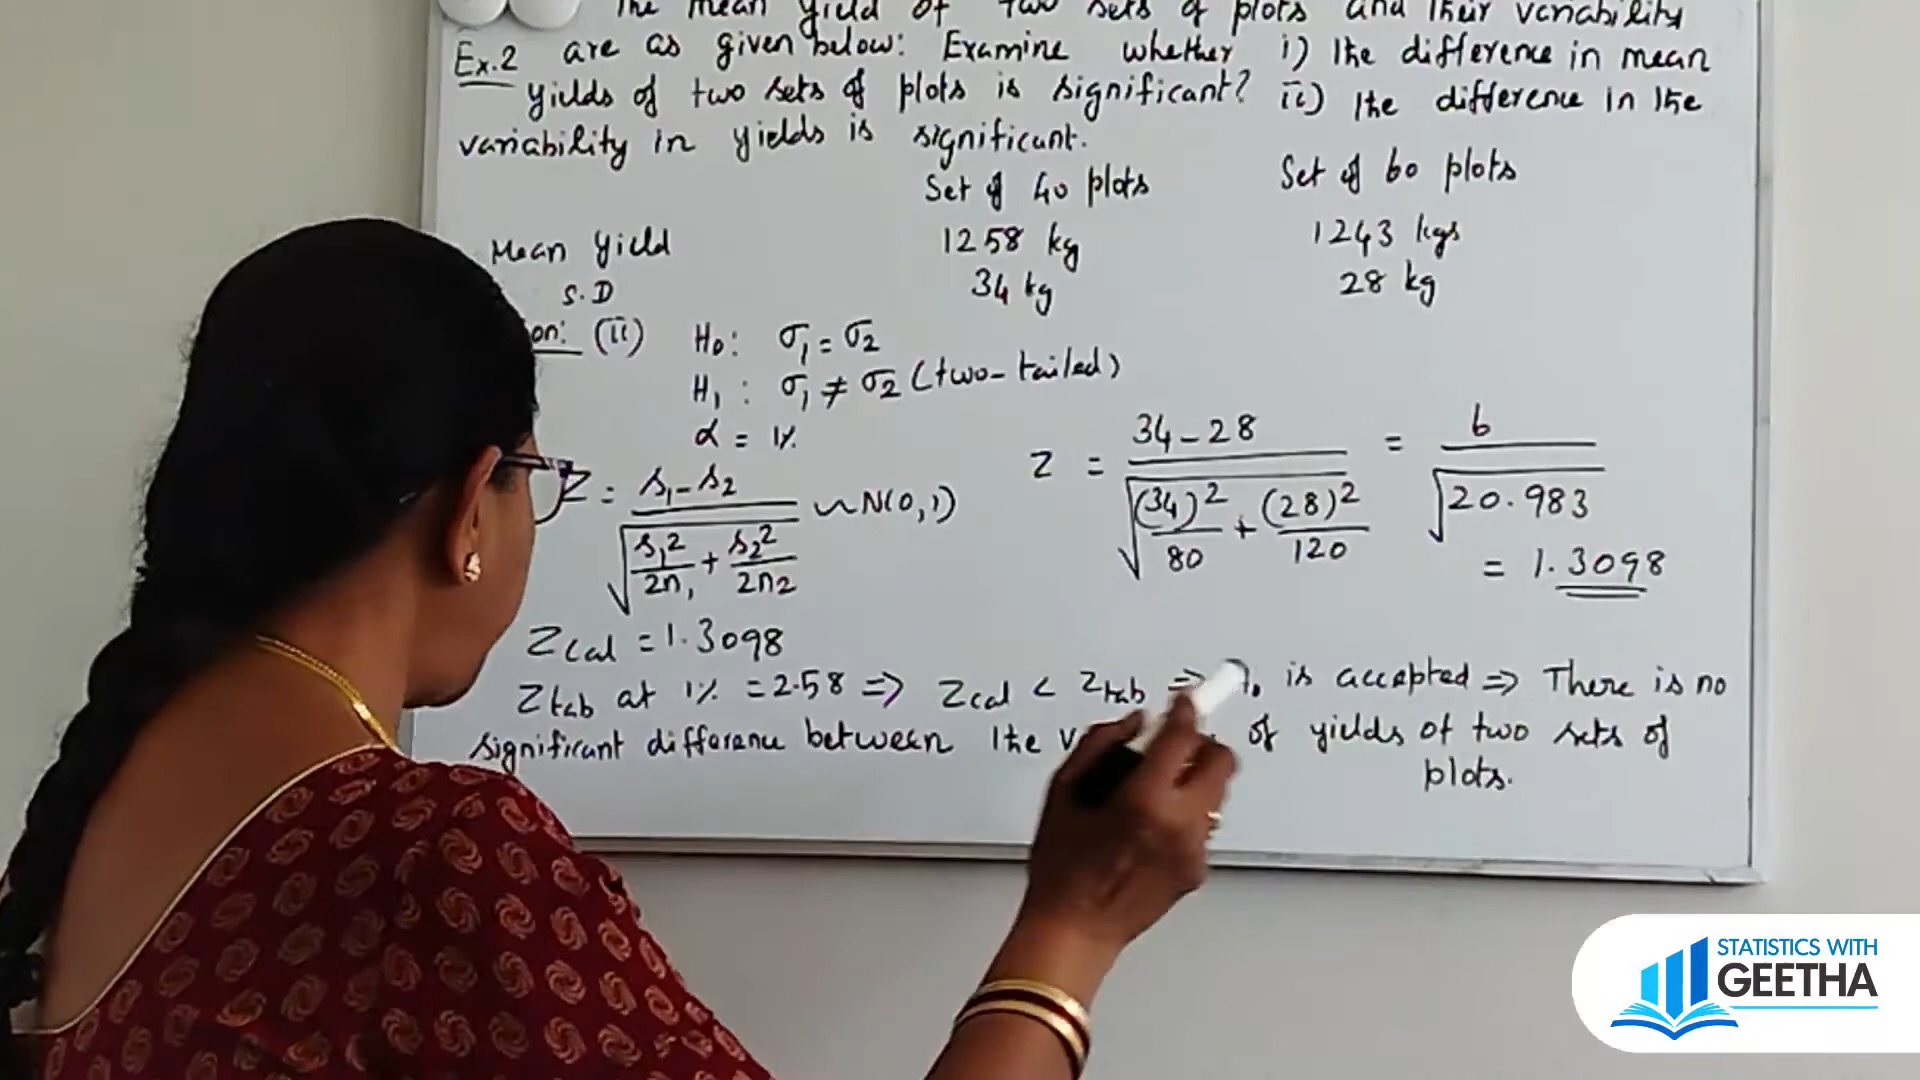 The mean yield of two sets of plots and their variability
Ex.2 are as given below: Examine whether i) the difference in mean
yields of two sets of plots is significant? ii) the difference in the
variability in yields is significant.
Set of 40 plots Set of 60 plots
Mean Yield 1258 kg 1243 kgs
S.D 34 kg 28 kg
on: (ii) H₀: σ₁ = σ₂
H₁: σ₁ ≠ σ₂ (two-tailed)
α = 1%
Z = (s₁ - s₂) / √(s₁²/2n₁ + s₂²/2n₂) ~ N(0,1)
Z = (34 - 28) / √((34)²/80 + (28)²/120) = 6 / √20.983
= 1.3098
Zcal = 1.3098
Ztab at 1% = 2.58 => Zcal < Ztab => is accepted => There is no
significant difference between the of yields of two sets of
plots.
STATISTICS WITH
GEETHA